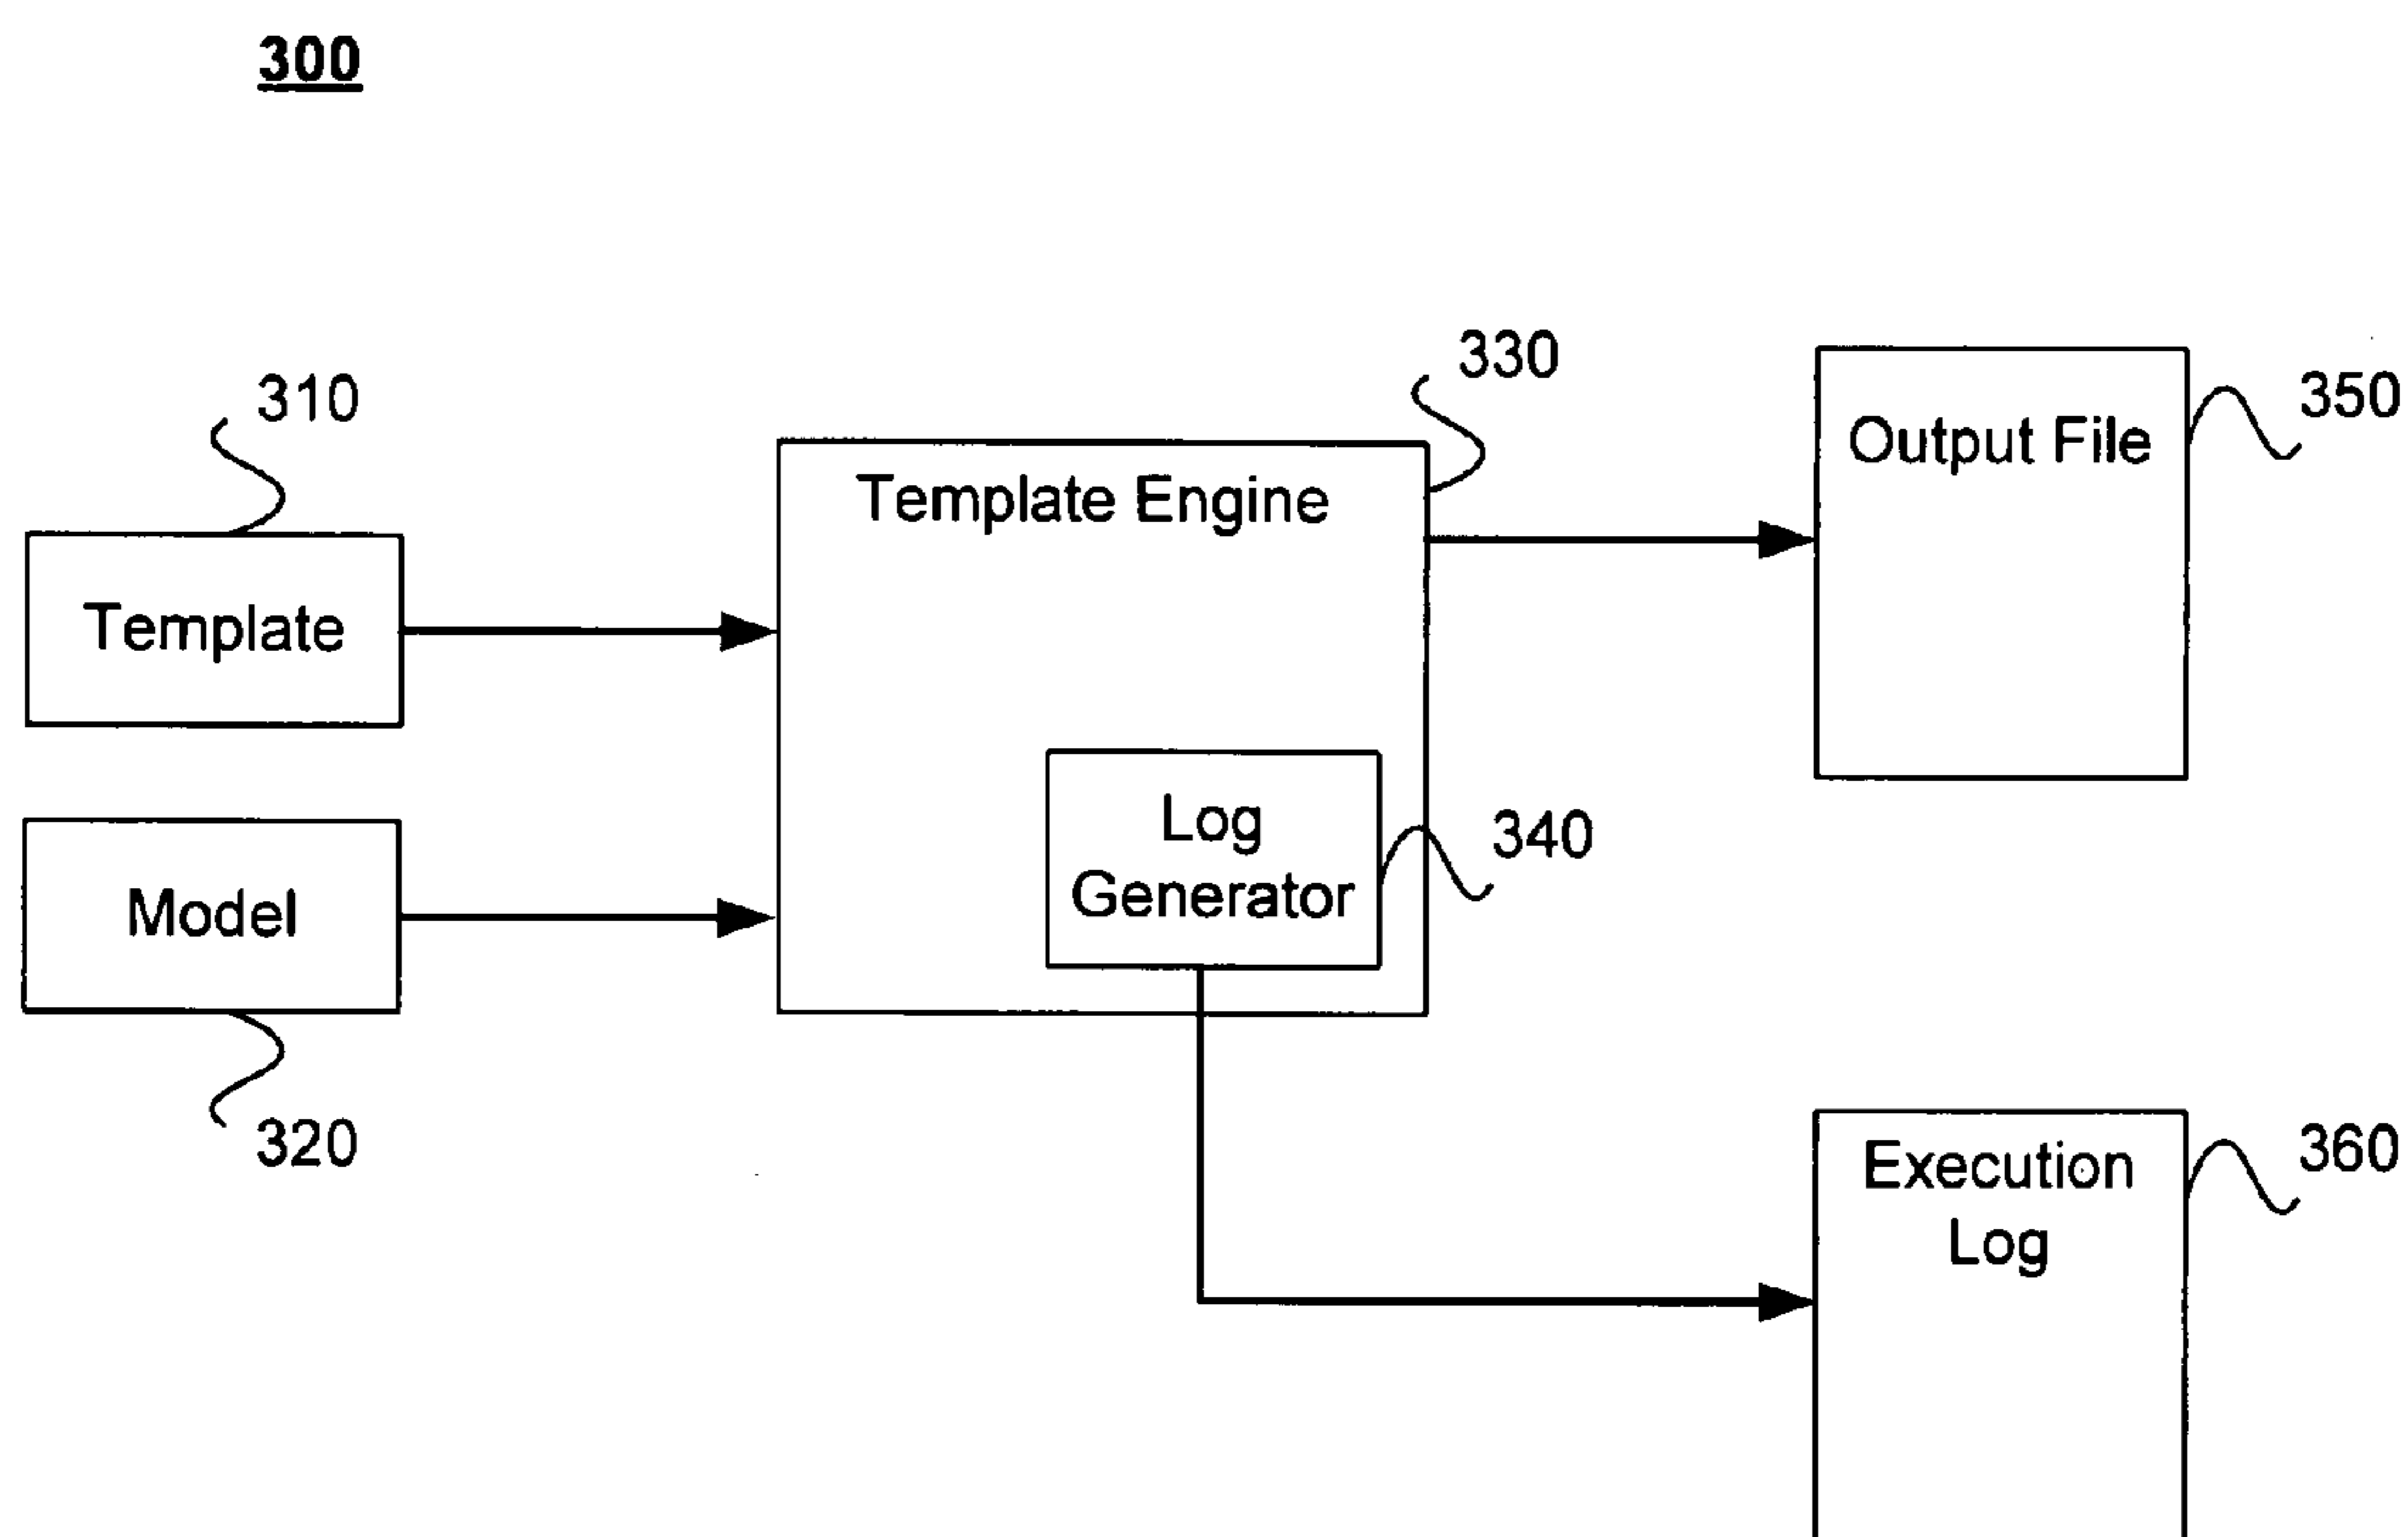 300
310
Template
Model
320
330
Template Engine
Log
Generator
340
Output File
350
Execution
Log
360